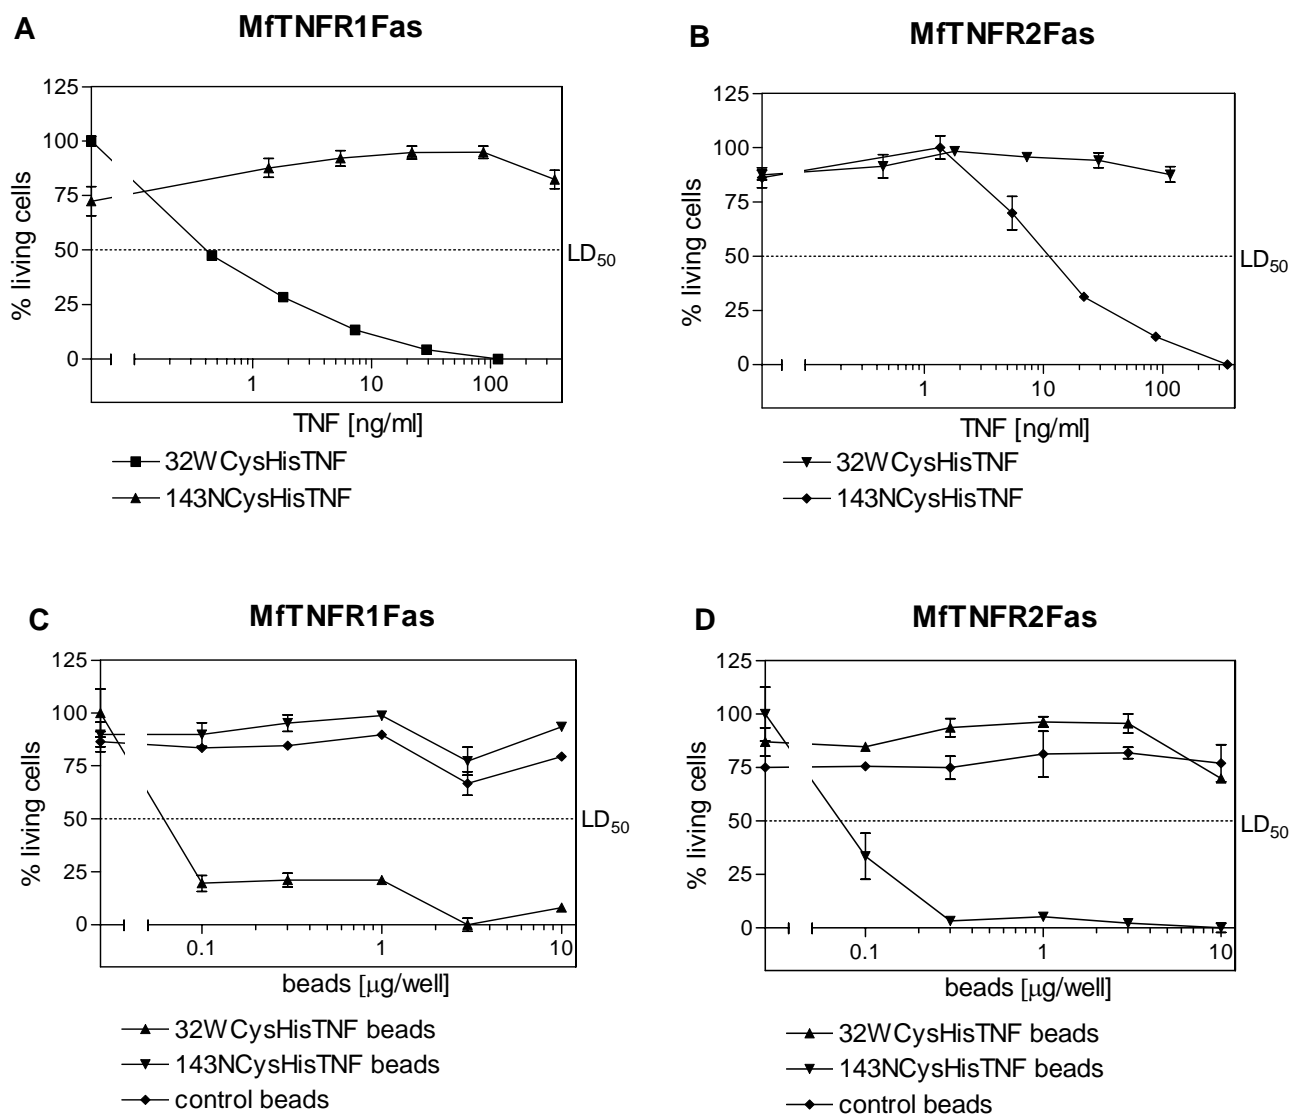 A
MfTNFR1Fas
125
100
75
50
25
0
% living cells
LD50
1
10
100
TNF [ng/ml]
32WCysHisTNF
143NCysHisTNF
B
MfTNFR2Fas
125
100
75
50
25
0
% living cells
LD50
1
10
100
TNF [ng/ml]
32WCysHisTNF
143NCysHisTNF
C
MfTNFR1Fas
125
100
75
50
25
0
% living cells
LD50
0.1
1
10
beads [μg/well]
32WCysHisTNF beads
143NCysHisTNF beads
control beads
D
MfTNFR2Fas
125
100
75
50
25
0
% living cells
LD50
0.1
1
10
beads [μg/well]
32WCysHisTNF beads
143NCysHisTNF beads
control beads